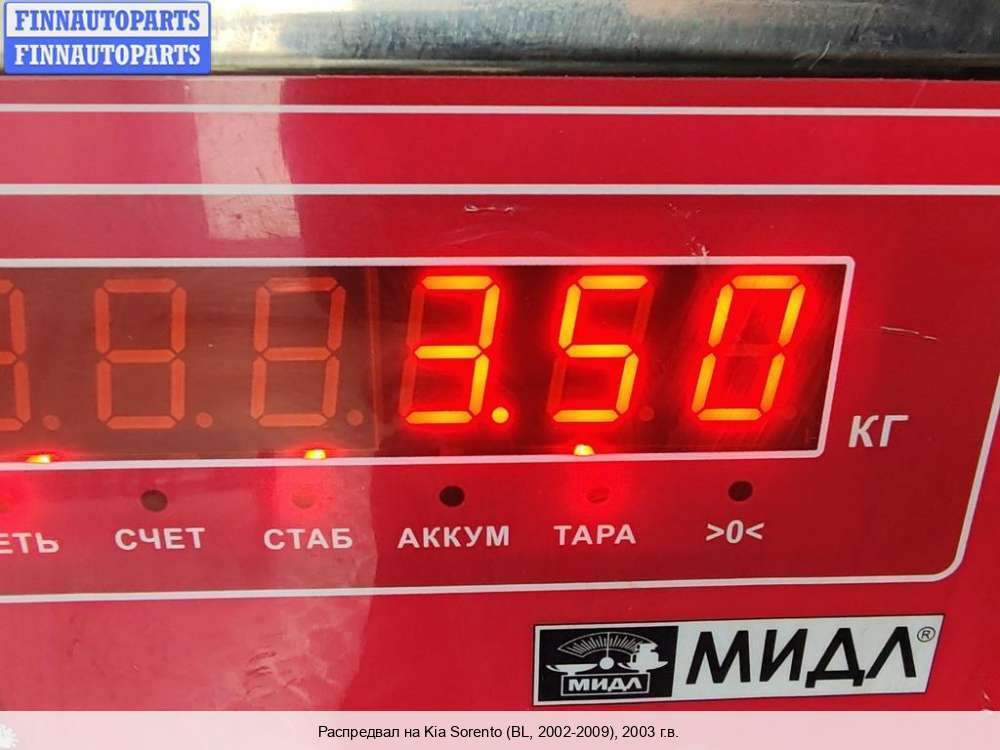 FINNAUTOPARTS
FINNAUTOPARTS
3.50
КГ
ЕТЬ СЧЕТ СТАБ АККУМ ТАРА >0<
МИДЛ МИДЛ®
Распредвал на Kia Sorento (BL, 2002-2009), 2003 г.в.